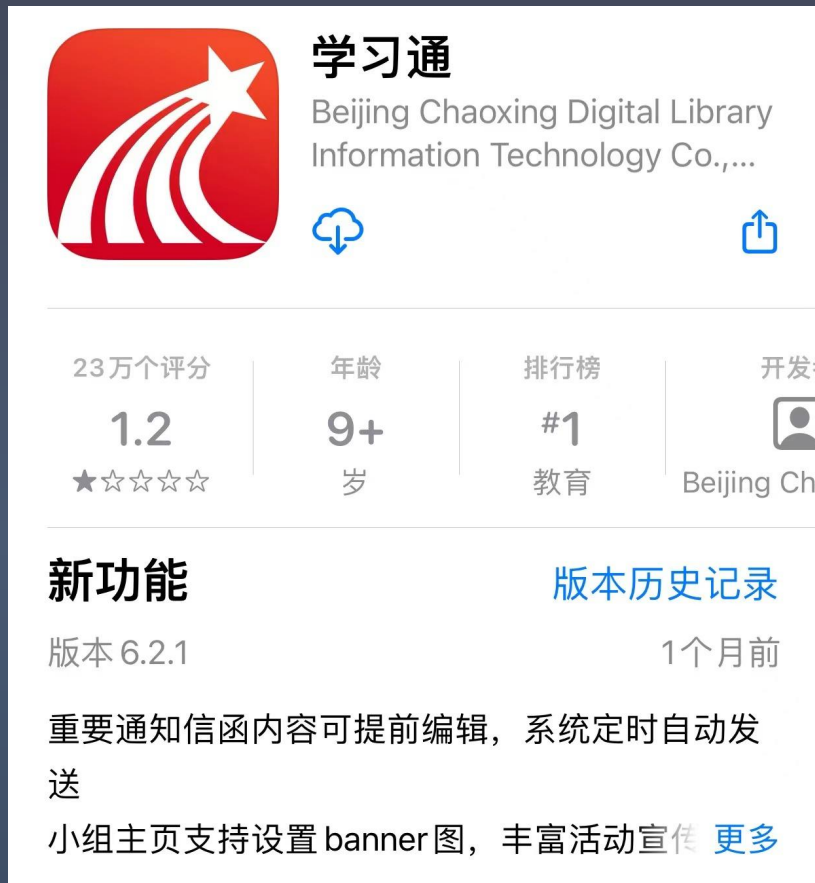 学习通
Beijing Chaoxing Digital Library
Information Technology Co.,...
23万个评分
年龄
排行榜
开发
1.2
9+
#1
岁
教育
Beijing Ch
新功能
版本历史记录
版本 6.2.1
1个月前
重要通知信函内容可提前编辑，系统定时自动发
送
小组主页支持设置banner图，丰富活动宣传
更多